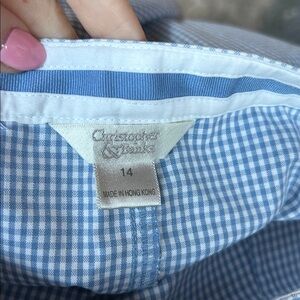 Christopher
& Banks
14
MADE IN HONG KONG